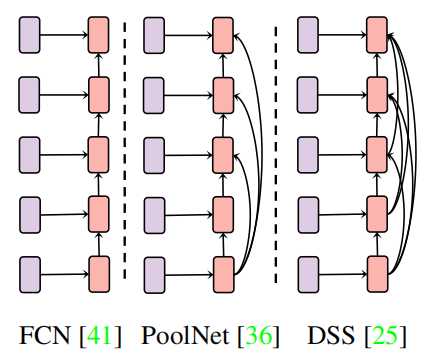 FCN [41] PoolNet [36] DSS [25]